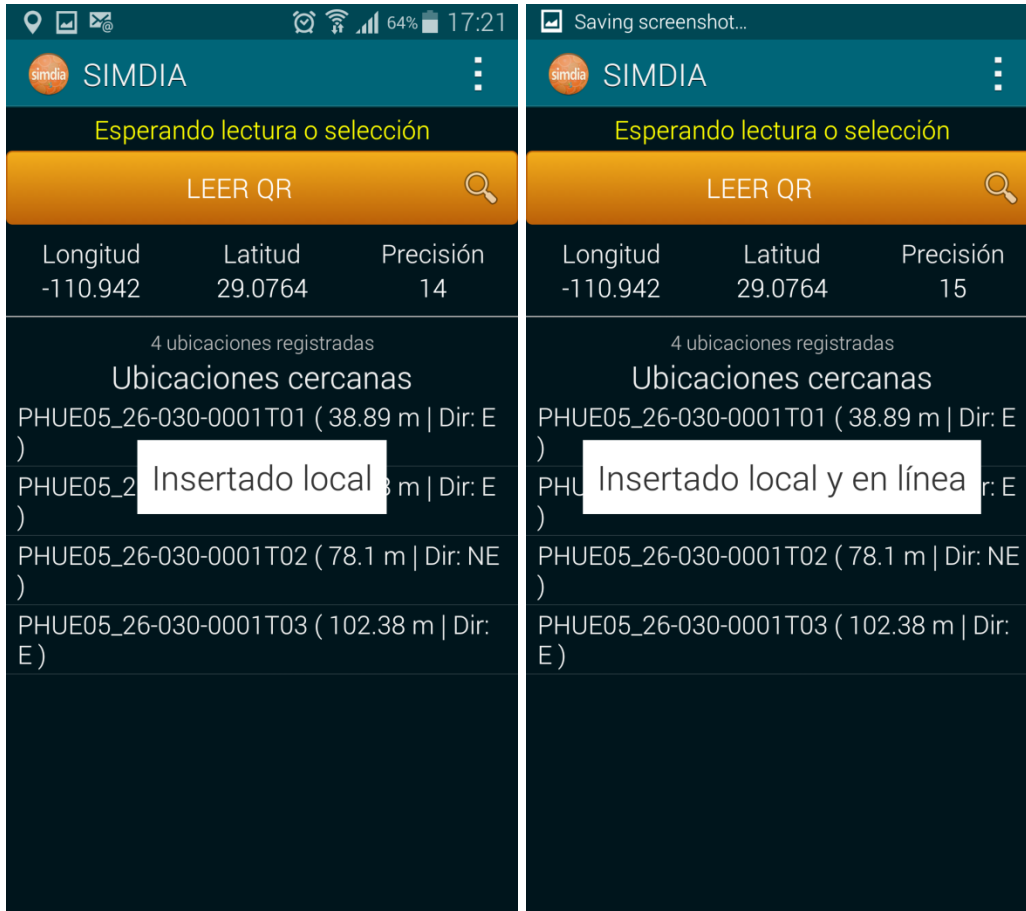 64% 17:21
simdia SIMDIA
Esperando lectura o selección
LEER QR
Longitud Latitud Precisión
-110.942 29.0764 14
4 ubicaciones registradas
Ubicaciones cercanas
PHUE05_26-030-0001T01 ( 38.89 m | Dir: E
)
Insertado local
PHUE05_2 m | Dir: E
)
PHUE05_26-030-0001T02 ( 78.1 m | Dir: NE
)
PHUE05_26-030-0001T03 ( 102.38 m | Dir:
E )
Saving screenshot...
simdia SIMDIA
Esperando lectura o selección
LEER QR
Longitud Latitud Precisión
-110.942 29.0764 15
4 ubicaciones registradas
Ubicaciones cercanas
PHUE05_26-030-0001T01 ( 38.89 m | Dir: E
)
Insertado local y en línea
PHU r: E
)
PHUE05_26-030-0001T02 ( 78.1 m | Dir: NE
)
PHUE05_26-030-0001T03 ( 102.38 m | Dir:
E )